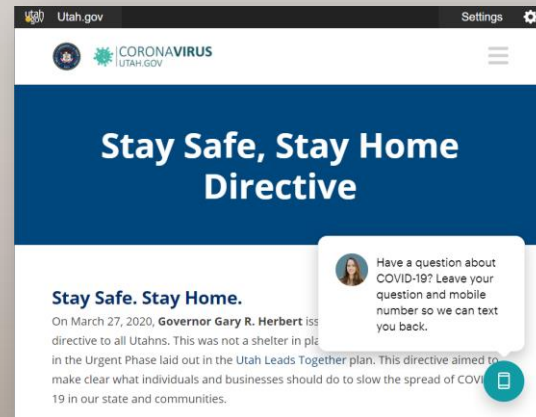 utah gov Utah.gov Settings
CORONAVIRUS
UTAH.GOV
Stay Safe, Stay Home
Directive
Have a question about
COVID-19? Leave your
question and mobile
number so we can text
you back.
Stay Safe. Stay Home.
On March 27, 2020, Governor Gary R. Herbert iss
directive to all Utahns. This was not a shelter in pla
in the Urgent Phase laid out in the Utah Leads Together plan. This directive aimed to
make clear what individuals and businesses should do to slow the spread of COVI
19 in our state and communities.